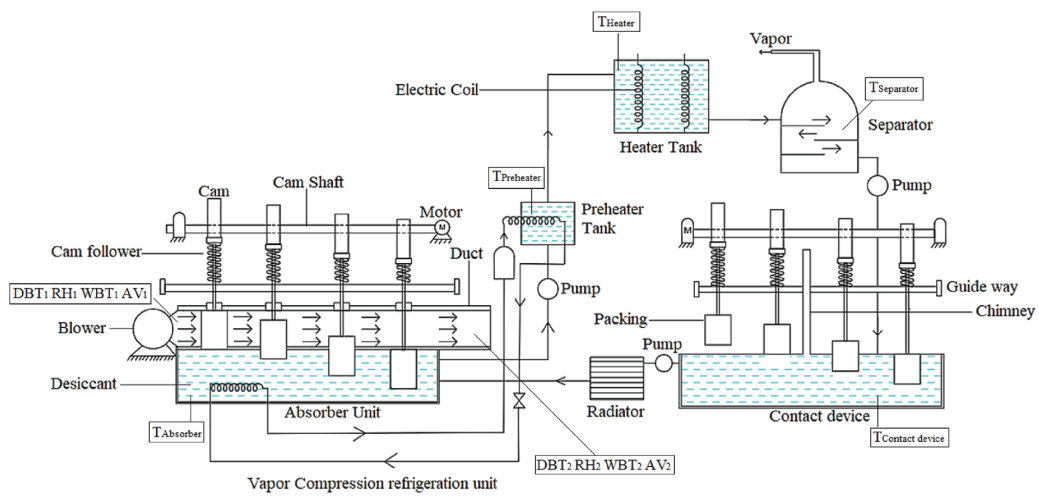 THeater
Vapor
Electric Coil
TSeparator
Separator
Heater Tank
TPreheater
Pump
Cam
Cam Shaft
Preheater
Tank
Motor
M
M
Cam follower
Duct
DBT1 RH1 WBT1 AV1
Pump
Guide way
Packing
Chimney
Blower
Pump
Desiccant
Absorber Unit
Radiator
Contact device
TAbsorber
TContact device
DBT2 RH2 WBT2 AV2
Vapor Compression refrigeration unit